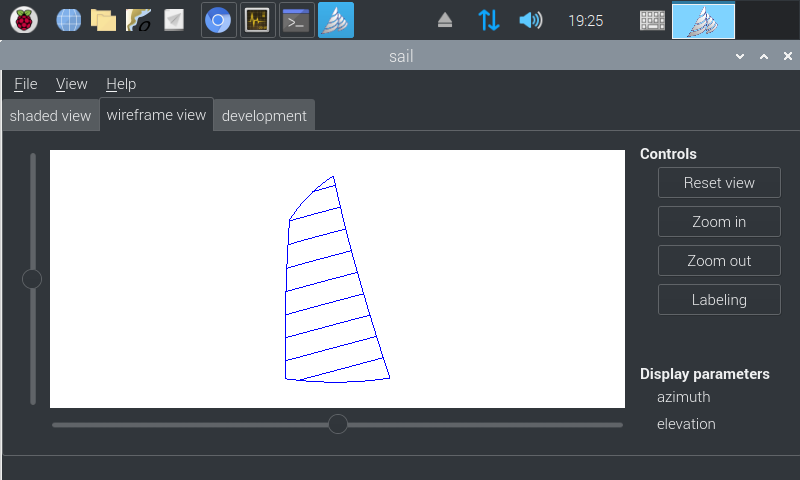 19:25
sail
File View Help
shaded view wireframe view development
Controls
Reset view
Zoom in
Zoom out
Labeling
Display parameters
azimuth
elevation